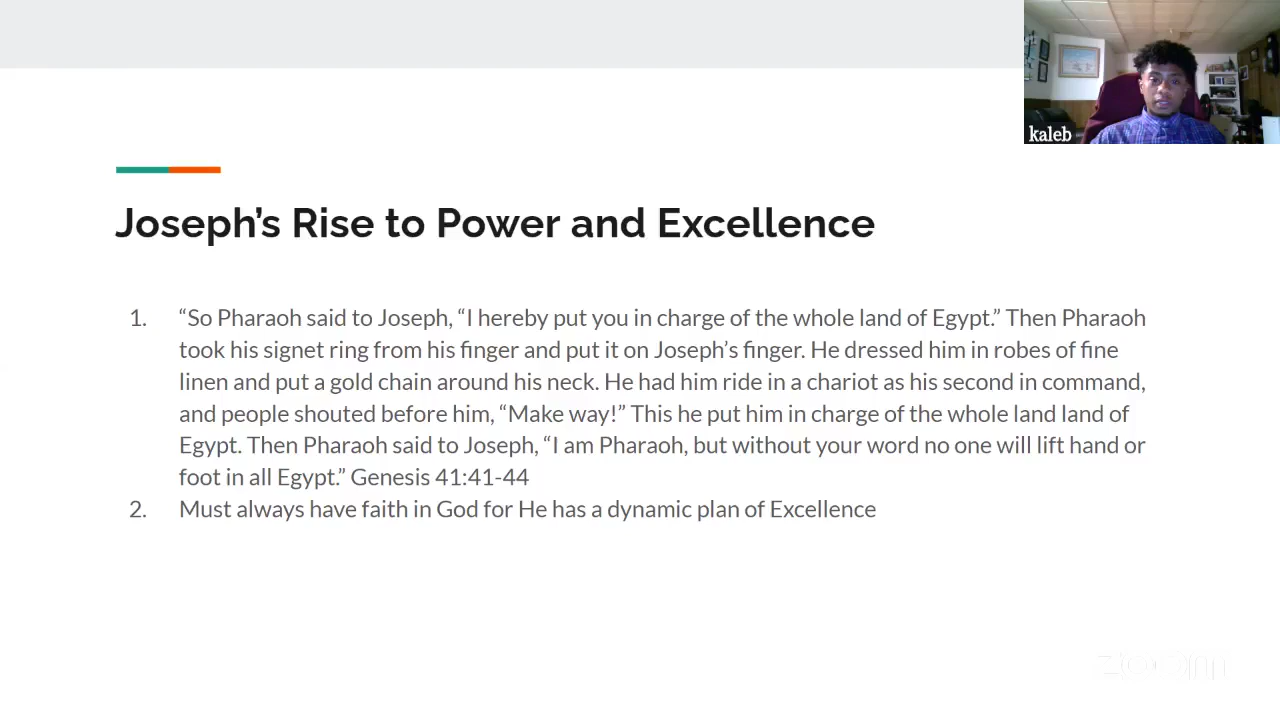 kaleb
Joseph’s Rise to Power and Excellence
1. “So Pharaoh said to Joseph, “I hereby put you in charge of the whole land of Egypt.” Then Pharaoh
took his signet ring from his finger and put it on Joseph’s finger. He dressed him in robes of fine
linen and put a gold chain around his neck. He had him ride in a chariot as his second in command,
and people shouted before him, “Make way!” This he put him in charge of the whole land land of
Egypt. Then Pharaoh said to Joseph, “I am Pharaoh, but without your word no one will lift hand or
foot in all Egypt.” Genesis 41:41-44
2. Must always have faith in God for He has a dynamic plan of Excellence
zoom